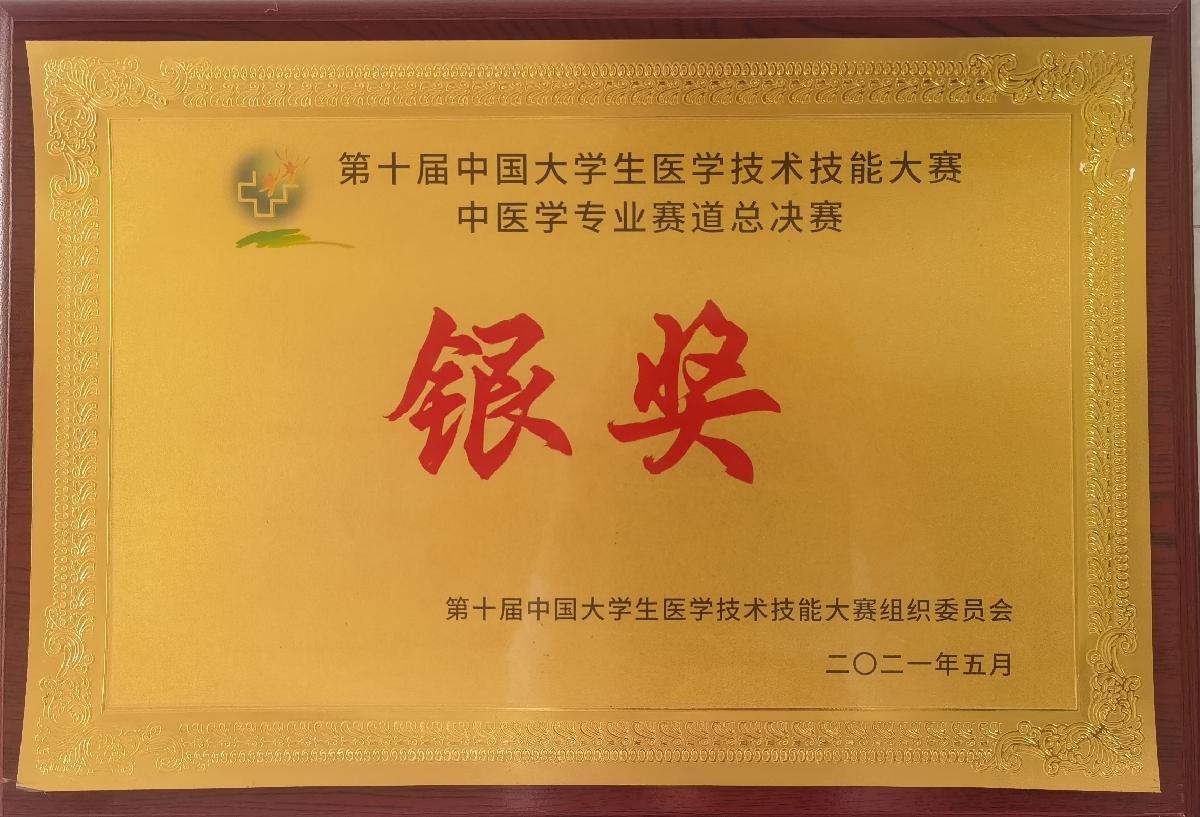 第十届中国大学生医学技术技能大赛
中医学专业赛道总决赛
银奖
第十届中国大学生医学技术技能大赛组织委员会
二〇二一年五月